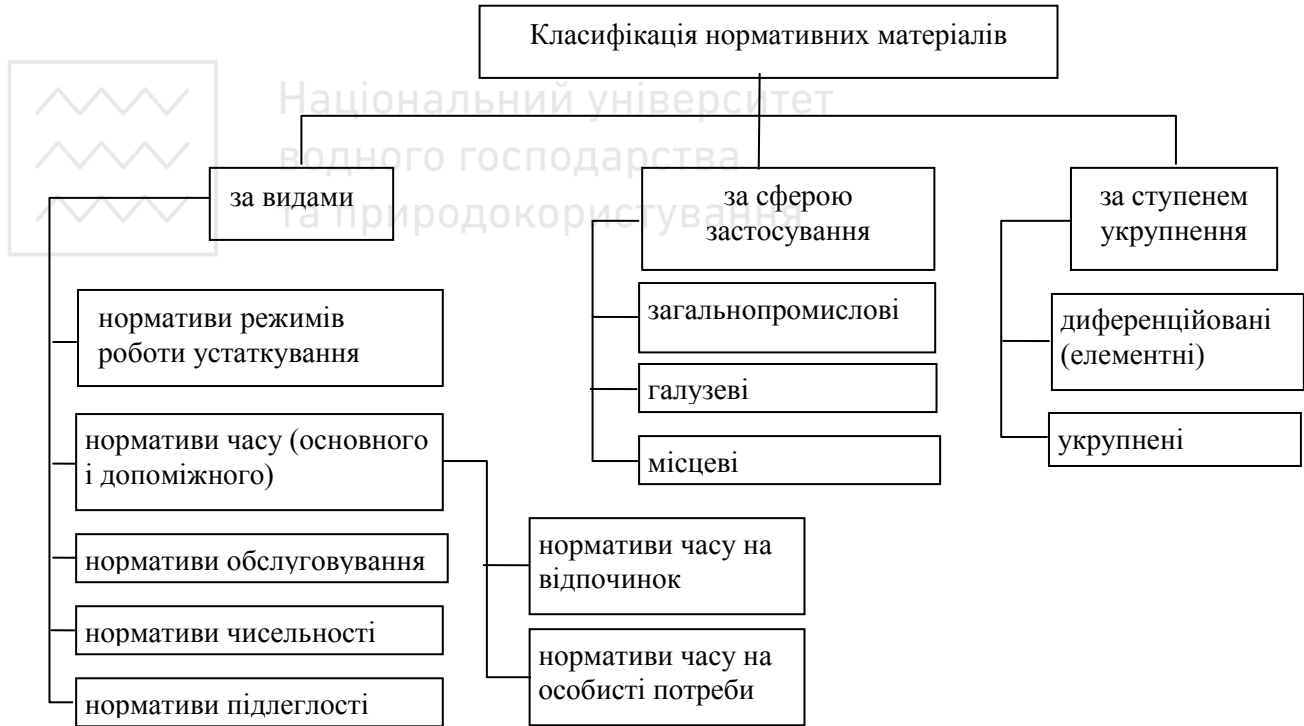 Класифікація нормативних матеріалів
Національний університет
водного господарства
та природокористування
за видами
нормативи режимів
роботи устаткування
нормативи часу (основного
і допоміжного)
нормативи часу на
відпочинок
нормативи часу на
особисті потреби
нормативи обслуговування
нормативи чисельності
нормативи підлеглості
за сферою
застосування
загальнопромислові
галузеві
місцеві
за ступенем
укрупнення
диференційовані
(елементні)
укрупнені